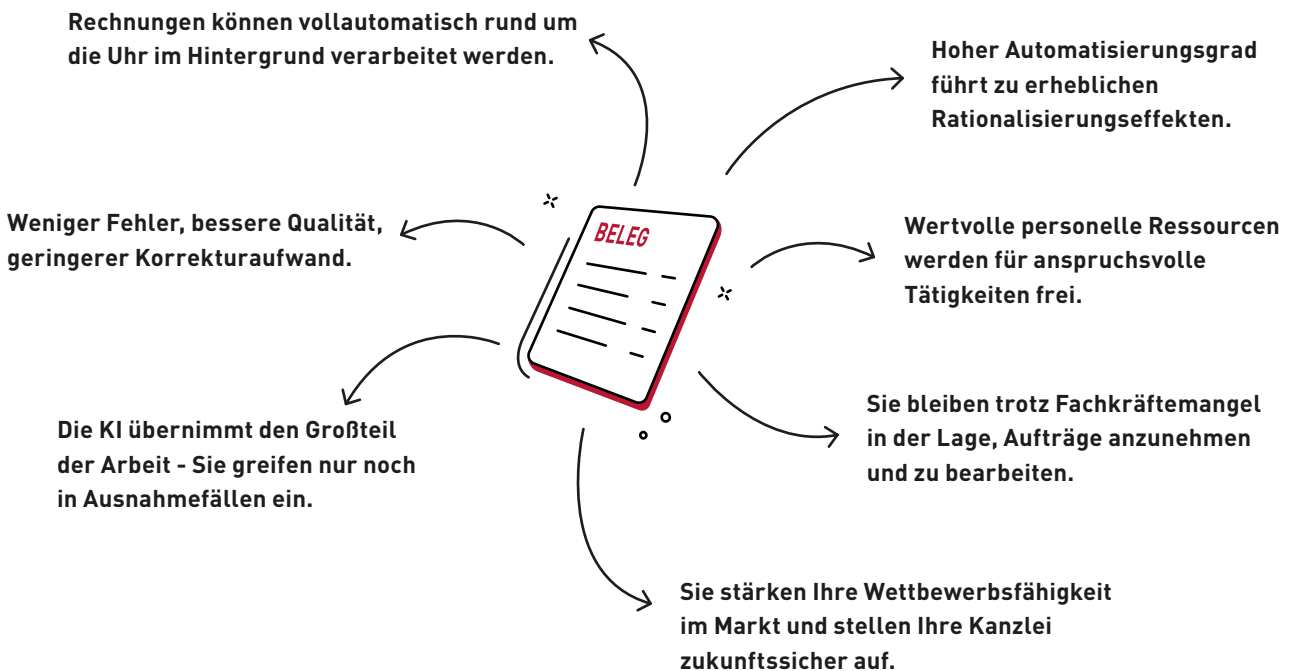 Rechnungen können vollautomatisch rund um
die Uhr im Hintergrund verarbeitet werden.
Hoher Automatisierungsgrad
führt zu erheblichen
Rationalisierungseffekten.
Weniger Fehler, bessere Qualität,
geringerer Korrekturaufwand.
BELEG
Wertvolle personelle Ressourcen
werden für anspruchsvolle
Tätigkeiten frei.
Die KI übernimmt den Großteil
der Arbeit - Sie greifen nur noch
in Ausnahmefällen ein.
Sie bleiben trotz Fachkräftemangel
in der Lage, Aufträge anzunehmen
und zu bearbeiten.
Sie stärken Ihre Wettbewerbsfähigkeit
im Markt und stellen Ihre Kanzlei
zukunftssicher auf.